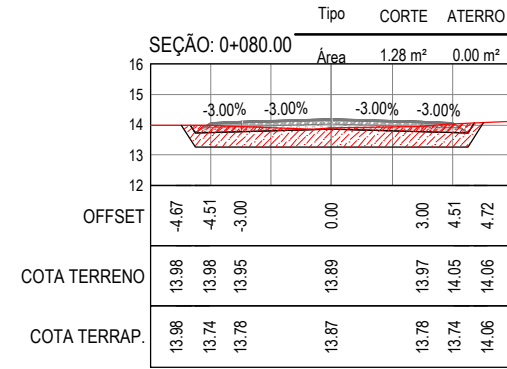 Tipo CORTE ATERRO
SEÇÃO: 0+080.00
Área 1.28 m² 0.00 m²
16
15
-3.00% -3.00% -3.00% -3.00%
14
13
12
OFFSET -4.67 -4.51 -3.00 0.00 3.00 4.51 4.72
COTA TERRENO 13.98 13.98 13.95 13.89 13.97 14.05 14.06
COTA TERRAP. 13.98 13.74 13.78 13.87 13.78 13.74 14.06